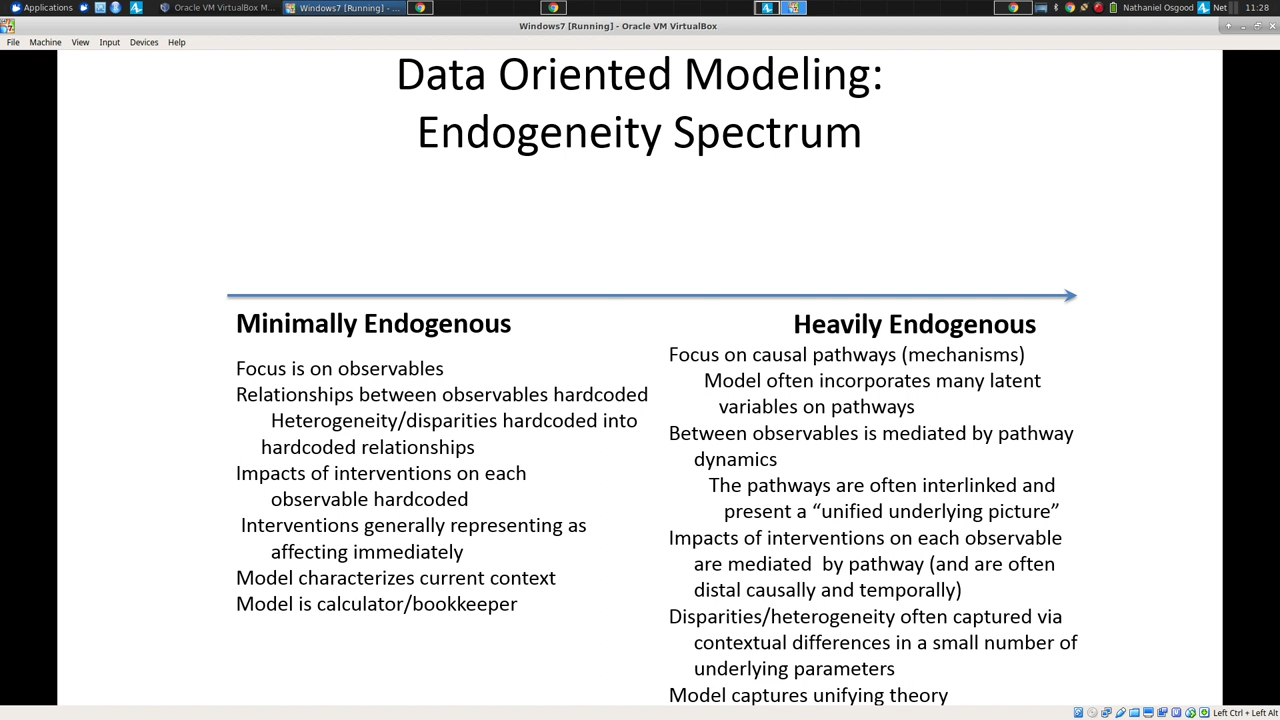 Applications
Oracle VM VirtualBox M...
Windows7 [Running] - ...
Nathaniel Osgood
Net
11:28
Windows7 [Running] - Oracle VM VirtualBox
File Machine View Input Devices Help
Data Oriented Modeling:
Endogeneity Spectrum
Minimally Endogenous
Focus is on observables
Relationships between observables hardcoded
Heterogeneity/disparities hardcoded into
hardcoded relationships
Impacts of interventions on each
observable hardcoded
Interventions generally representing as
affecting immediately
Model characterizes current context
Model is calculator/bookkeeper
Heavily Endogenous
Focus on causal pathways (mechanisms)
Model often incorporates many latent
variables on pathways
Between observables is mediated by pathway
dynamics
The pathways are often interlinked and
present a “unified underlying picture”
Impacts of interventions on each observable
are mediated  by pathway (and are often
distal causally and temporally)
Disparities/heterogeneity often captured via
contextual differences in a small number of
underlying parameters
Model captures unifying theory
Left Ctrl + Left Alt